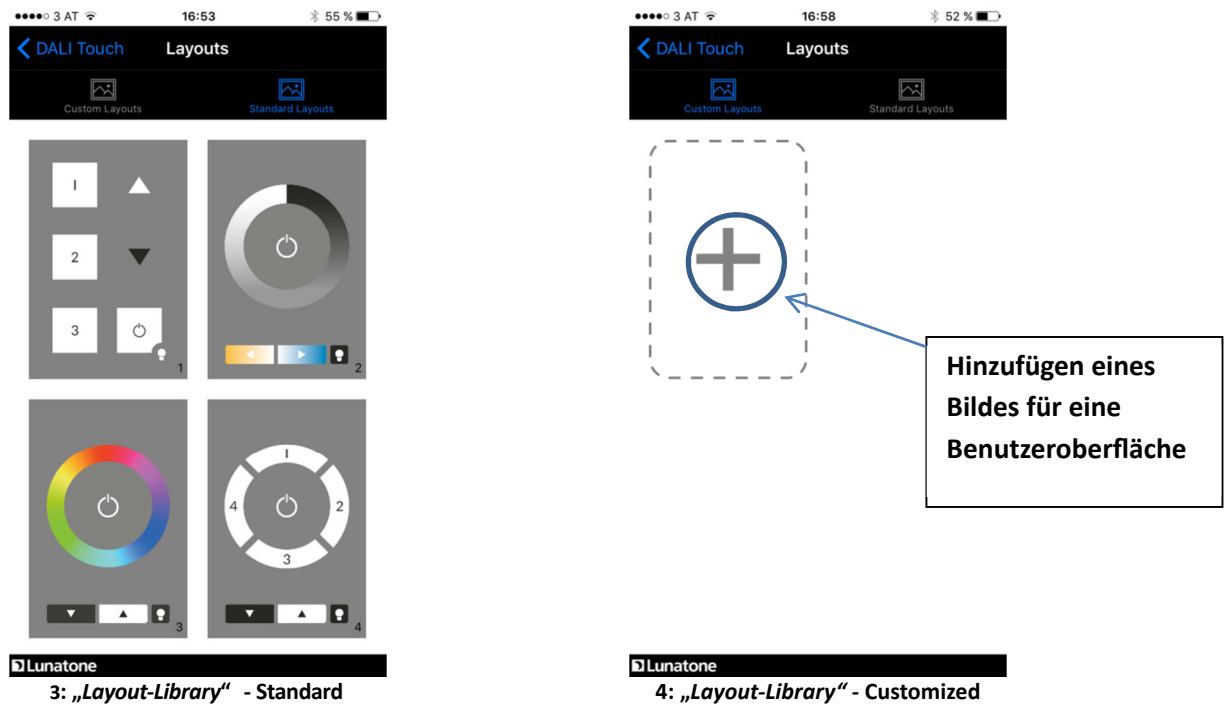 3 AT 16:53 55 %
DALI Touch Layouts
Custom Layouts Standard Layouts
1
2
3
1
2
3
1
4 2
3
4
Lunatone
3: „Layout-Library“ - Standard
3 AT 16:58 52 %
DALI Touch Layouts
Custom Layouts Standard Layouts
Hinzufügen eines
Bildes für eine
Benutzeroberfläche
Lunatone
4: „Layout-Library“ - Customized